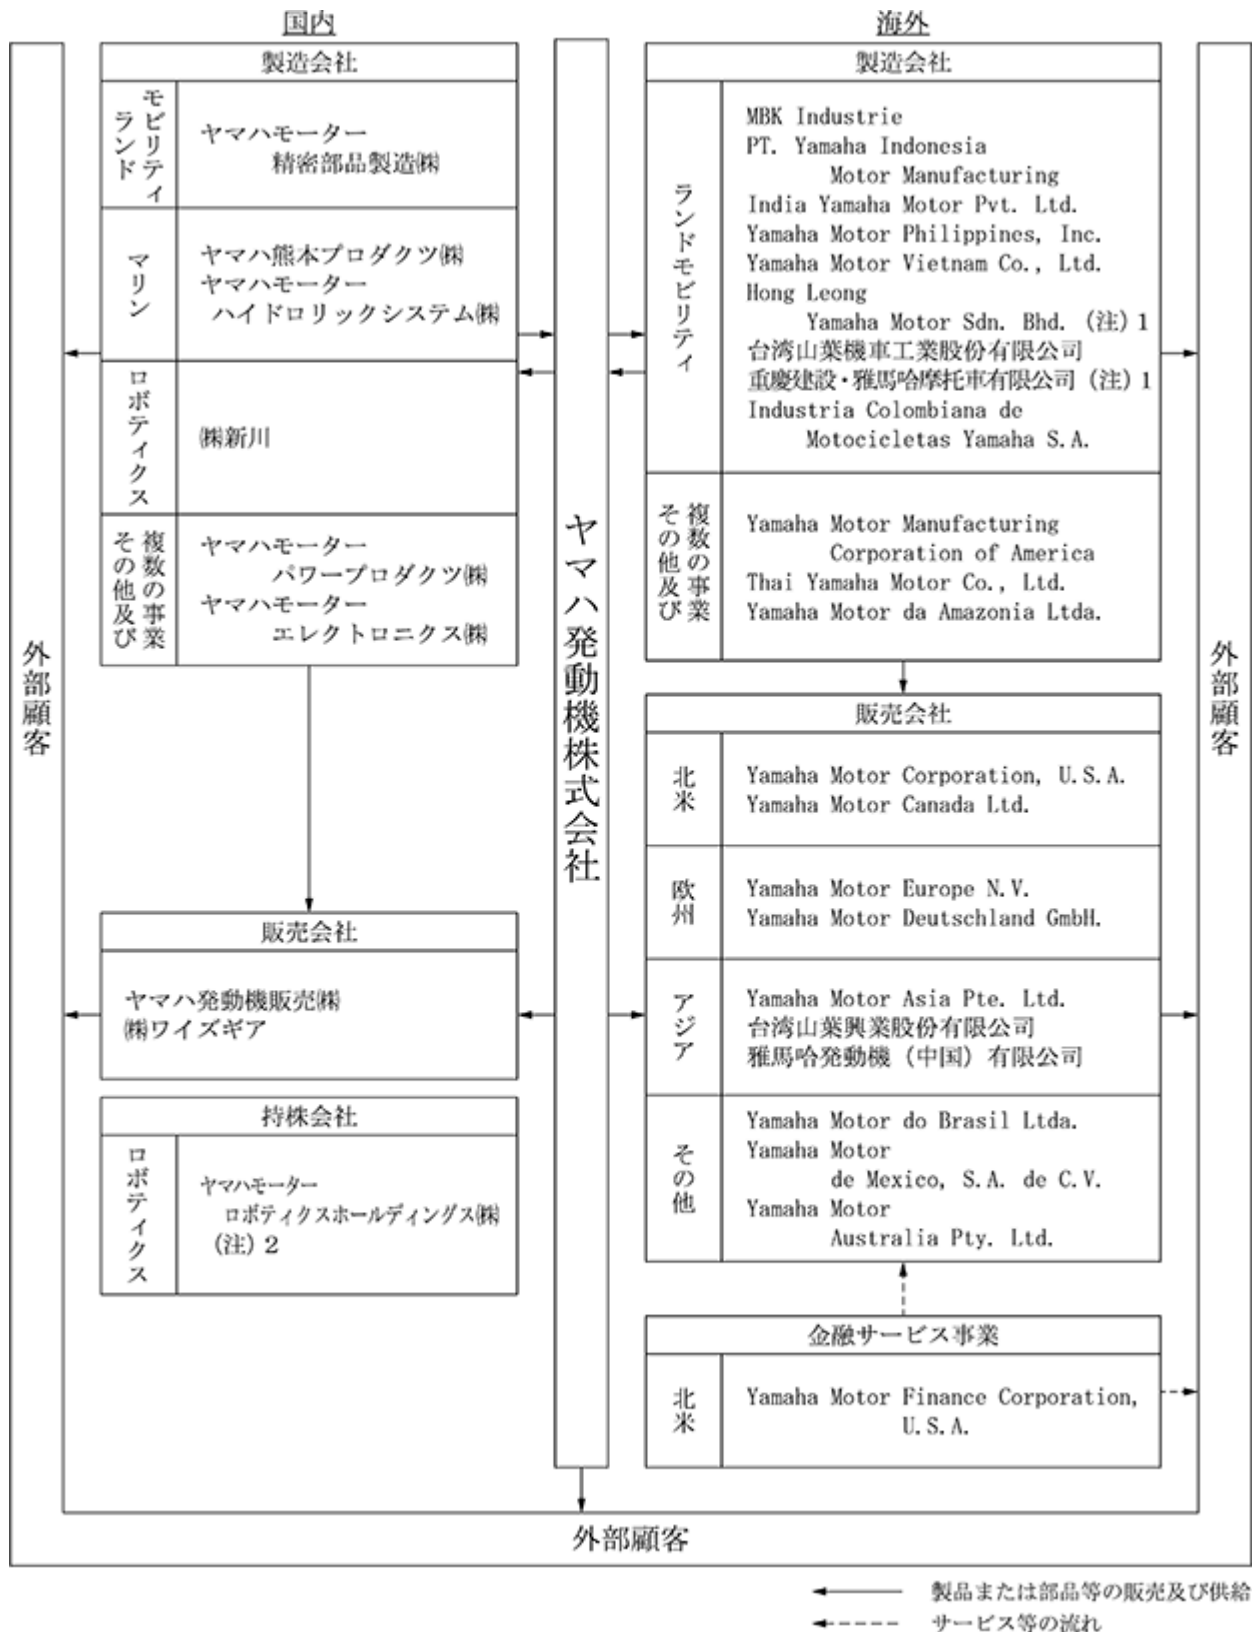 国内
海外
製造会社
モビリティ
ランド
ヤマハモーター
精密部品製造㈱
マリン
ヤマハ熊本プロダクツ㈱
ヤマハモーター
ハイドロリックシステム㈱
ロボティクス
㈱新川
複数の事業
その他及び
ヤマハモーター
パワープロダクツ㈱
ヤマハモーター
エレクトロニクス㈱
販売会社
ヤマハ発動機販売㈱
㈱ワイズギア
持株会社
ロボティクス
ヤマハモーター
ロボティクスホールディングス㈱
(注) 2
外部顧客
ヤマハ発動機株式会社
製造会社
ランドモビリティ
MBK Industrie
PT. Yamaha Indonesia
Motor Manufacturing
India Yamaha Motor Pvt. Ltd.
Yamaha Motor Philippines, Inc.
Yamaha Motor Vietnam Co., Ltd.
Hong Leong
Yamaha Motor Sdn. Bhd. (注) 1
台湾山葉機車工業股份有限公司
重慶建設・雅馬哈摩托車有限公司 (注) 1
Industria Colombiana de
Motocicletas Yamaha S.A.
複数の事業
その他及び
Yamaha Motor Manufacturing
Corporation of America
Thai Yamaha Motor Co., Ltd.
Yamaha Motor da Amazonia Ltda.
販売会社
北米
Yamaha Motor Corporation, U.S.A.
Yamaha Motor Canada Ltd.
欧州
Yamaha Motor Europe N.V.
Yamaha Motor Deutschland GmbH.
アジア
Yamaha Motor Asia Pte. Ltd.
台湾山葉興業股份有限公司
雅馬哈発動機（中国）有限公司
その他
Yamaha Motor do Brasil Ltda.
Yamaha Motor
de Mexico, S.A. de C.V.
Yamaha Motor
Australia Pty. Ltd.
金融サービス事業
北米
Yamaha Motor Finance Corporation,
U.S.A.
外部顧客
外部顧客
製品または部品等の販売及び供給
サービス等の流れ